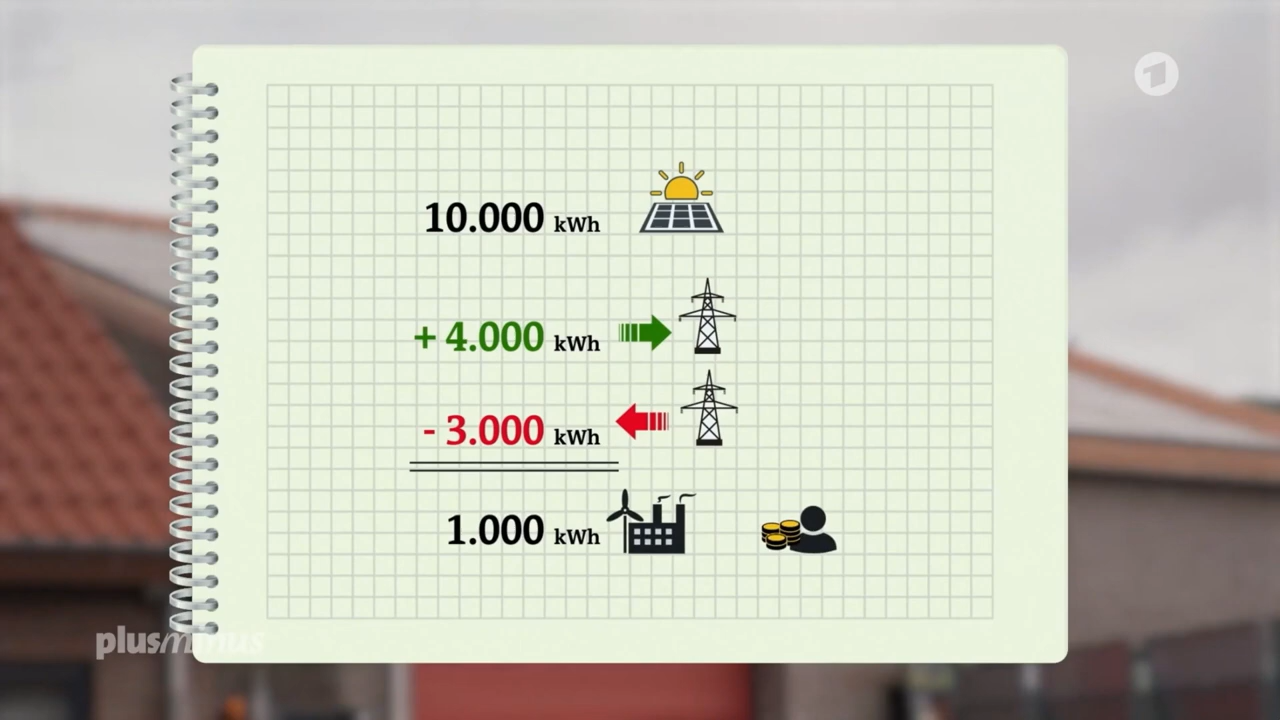 10.000 kWh
+ 4.000 kWh
- 3.000 kWh
1.000 kWh
plusminus